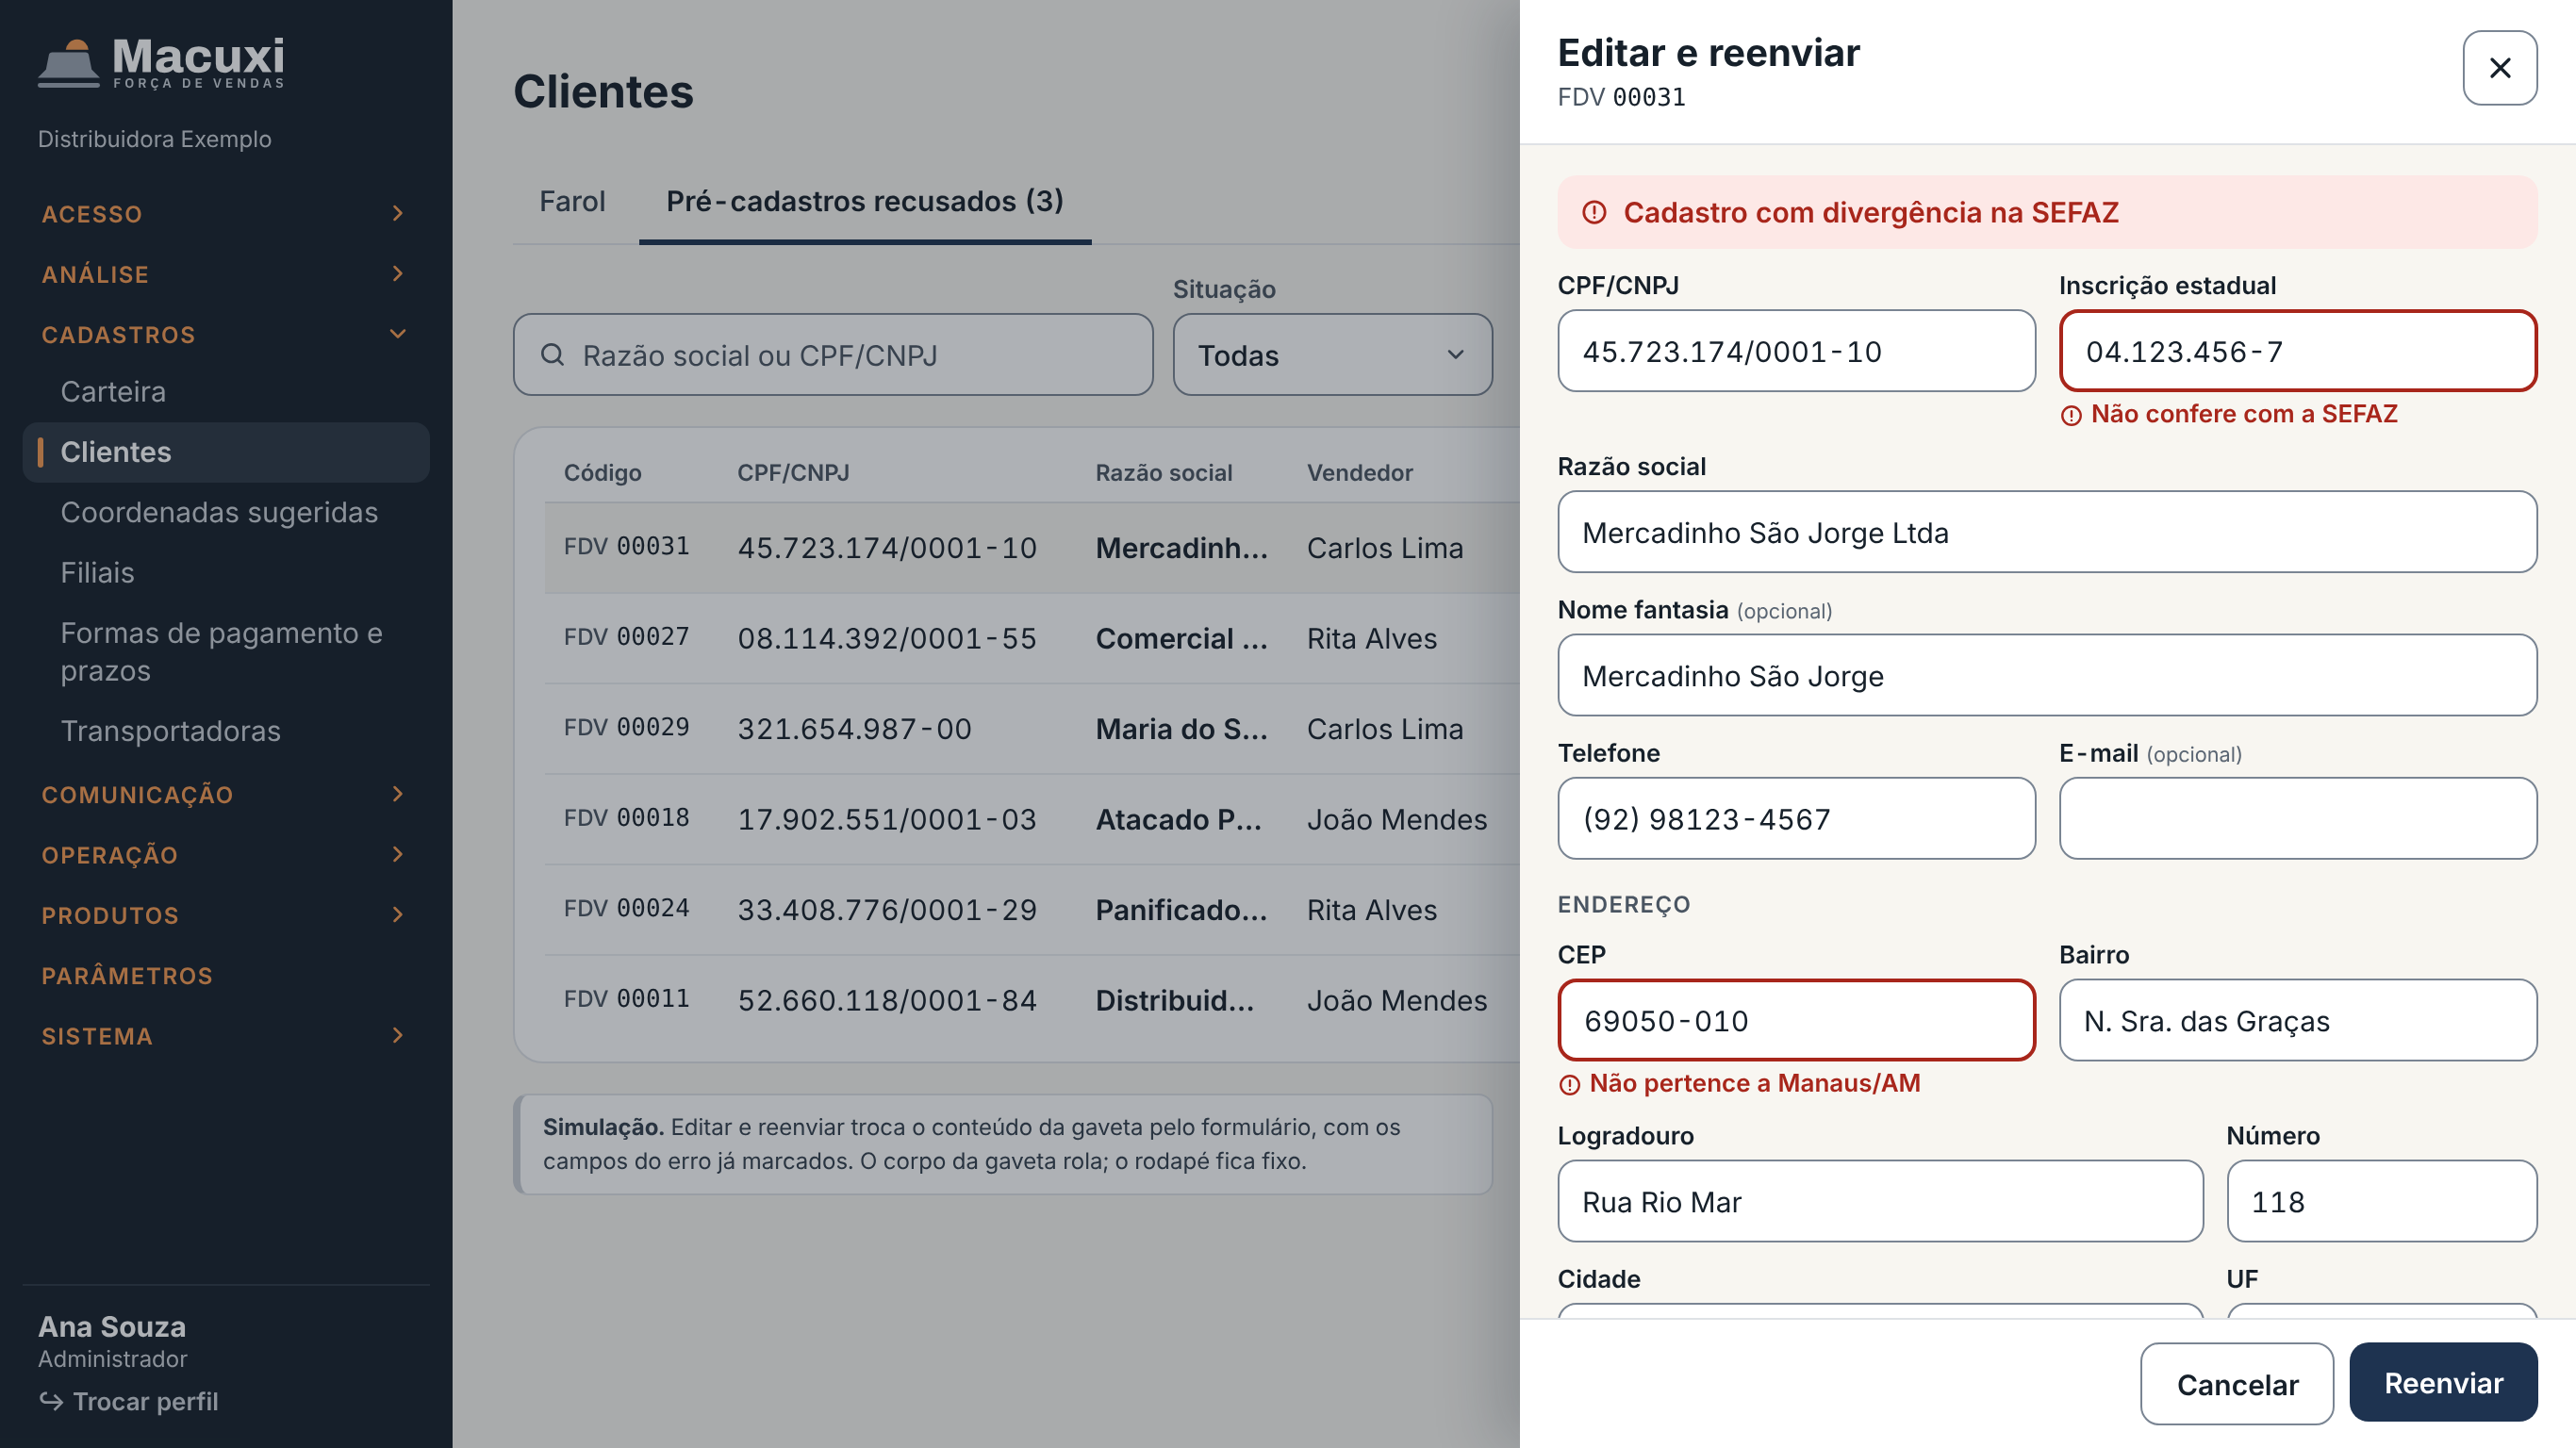 Macuxi
FORÇA DE VENDAS
Distribuidora Exemplo
ACESSO
ANÁLISE
CADASTROS
Carteira
Clientes
Coordenadas sugeridas
Filiais
Formas de pagamento e
prazos
Transportadoras
COMUNICAÇÃO
OPERAÇÃO
PRODUTOS
PARÂMETROS
SISTEMA
Ana Souza
Administrador
Trocar perfil
Clientes
Farol
Pré-cadastros recusados (3)
Situação
Razão social ou CPF/CNPJ
Todas
Código CPF/CNPJ Razão social Vendedor
FDV 00031 45.723.174/0001-10 Mercadinh... Carlos Lima
FDV 00027 08.114.392/0001-55 Comercial ... Rita Alves
FDV 00029 321.654.987-00 Maria do S... Carlos Lima
FDV 00018 17.902.551/0001-03 Atacado P... João Mendes
FDV 00024 33.408.776/0001-29 Panificado... Rita Alves
FDV 00011 52.660.118/0001-84 Distribuid... João Mendes
Simulação. Editar e reenviar troca o conteúdo da gaveta pelo formulário, com os
campos do erro já marcados. O corpo da gaveta rola; o rodapé fica fixo.
Editar e reenviar
FDV 00031
Cadastro com divergência na SEFAZ
CPF/CNPJ Inscrição estadual
45.723.174/0001-10 04.123.456-7
Não confere com a SEFAZ
Razão social
Mercadinho São Jorge Ltda
Nome fantasia (opcional)
Mercadinho São Jorge
Telefone E-mail (opcional)
(92) 98123-4567
ENDEREÇO
CEP Bairro
69050-010 N. Sra. das Graças
Não pertence a Manaus/AM
Logradouro Número
Rua Rio Mar 118
Cidade UF
Cancelar Reenviar